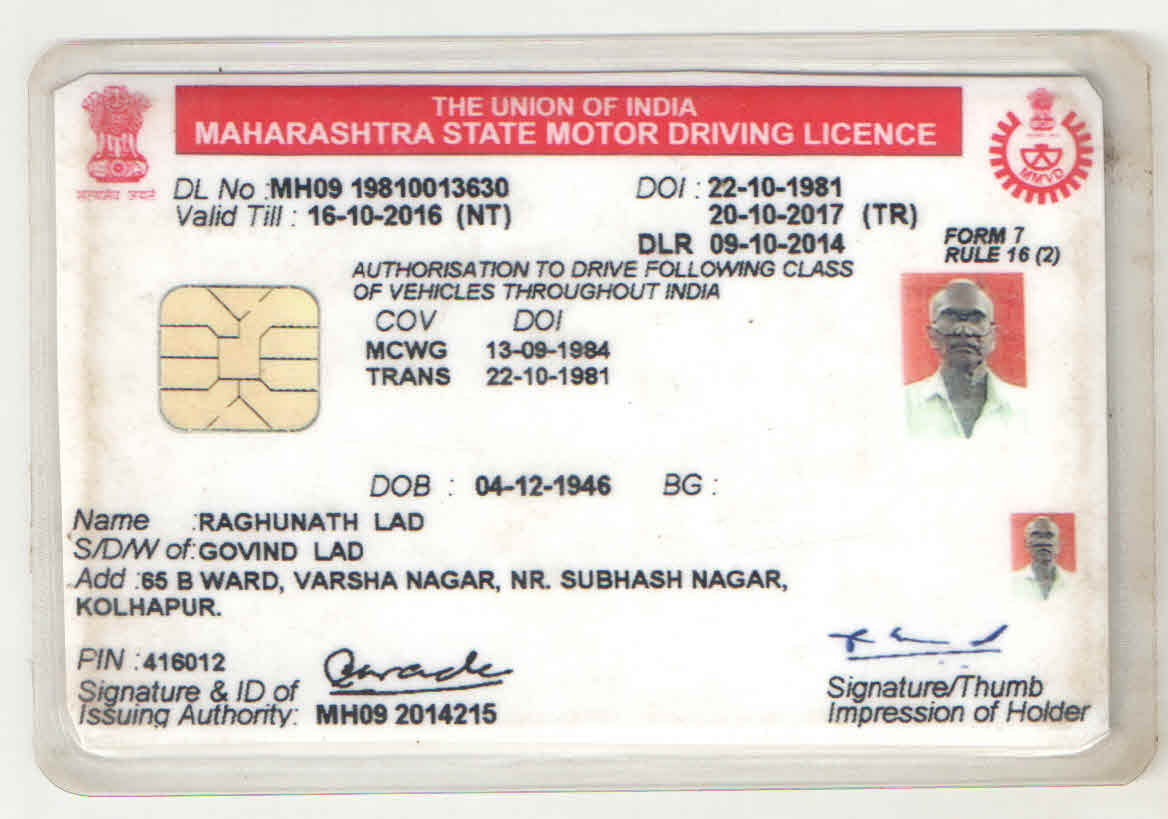 THE UNION OF INDIA
MAHARASHTRA STATE MOTOR DRIVING LICENCE
सत्यमेव जयते
MMVD
DL No :MH09 19810013630 DOI : 22-10-1981
Valid Till : 16-10-2016 (NT) 20-10-2017 (TR)
DLR 09-10-2014
FORM 7
RULE 16 (2)
AUTHORISATION TO DRIVE FOLLOWING CLASS
OF VEHICLES THROUGHOUT INDIA
COV DOI
MCWG 13-09-1984
TRANS 22-10-1981
DOB : 04-12-1946 BG :
Name :RAGHUNATH LAD
S/D/W of:GOVIND LAD
Add :65 B WARD, VARSHA NAGAR, NR. SUBHASH NAGAR,
KOLHAPUR.
PIN :416012
Signature & ID of
Issuing Authority: MH09 2014215
Signature/Thumb
Impression of Holder